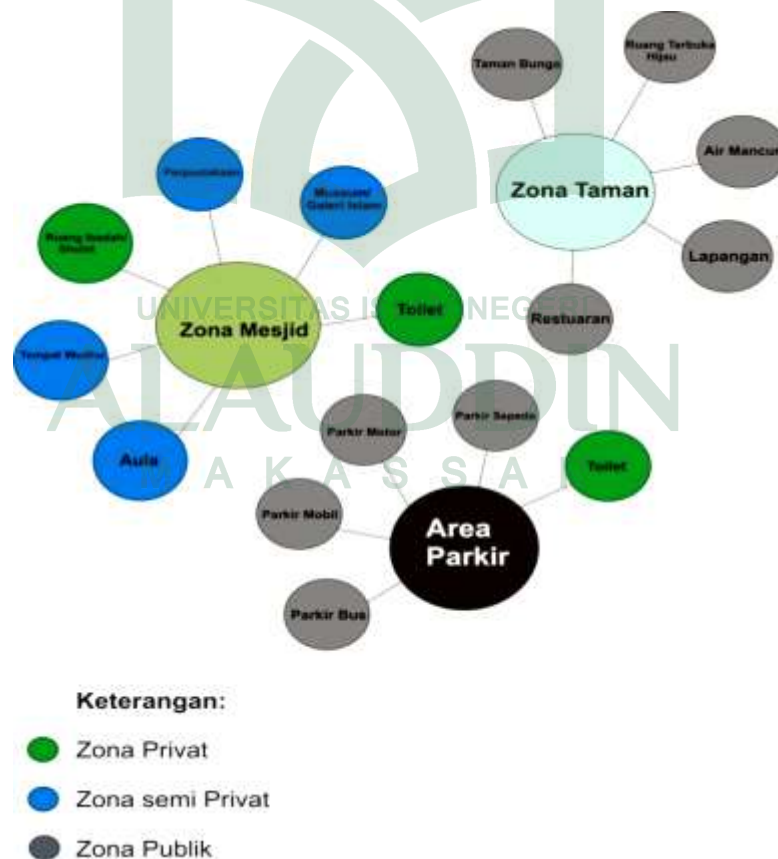 Taman Bunga
Ruang Terbuka
Hijau
Air Mancur
Zona Taman
Lapangan
Restuaran
Perpustakaan
Museum/
Galeri Islam
Ruang Ibadah/
Sholat
Toilet
Zona Mesjid
Tempat Wudhu
Aula
UNIVERSITAS IS NEGERI
ALAUDDIN
MAKASSA
Parkir Motor
Parkir Sepeda
Toilet
Parkir Mobil
Area
Parkir
Parkir Bus
Keterangan:
Zona Privat
Zona semi Privat
Zona Publik